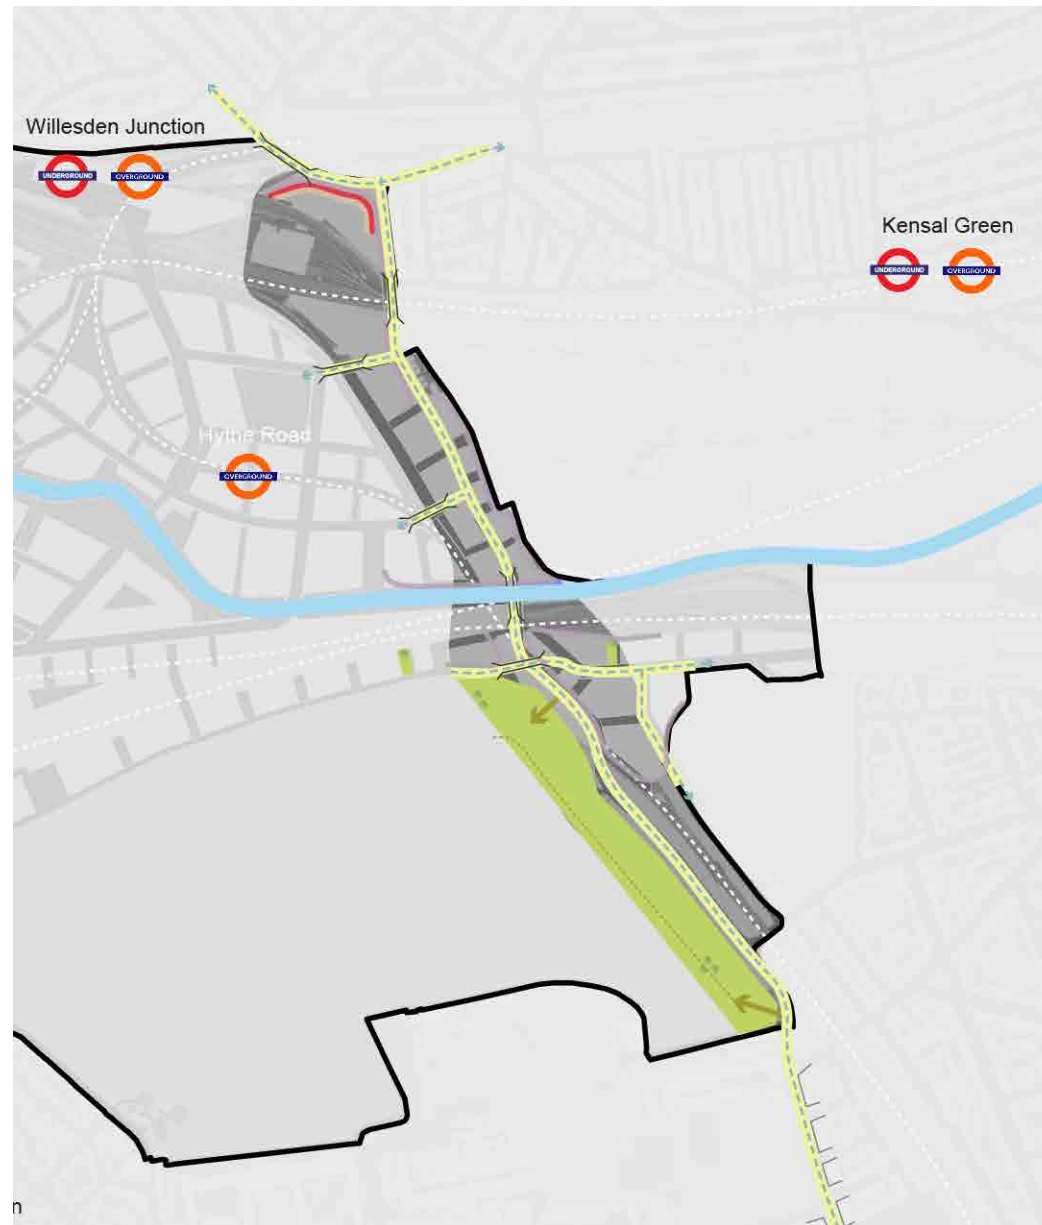 Willesden Junction
UNDERGROUND
OVERGROUND
Kensal Green
UNDERGROUND
OVERGROUND
Hythe Road
OVERGROUND
n